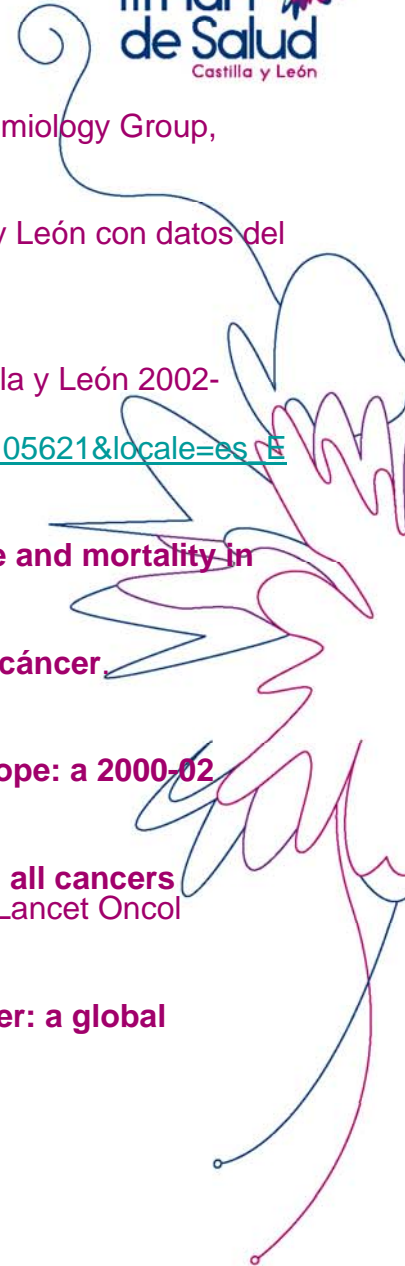 de Salud
Castilla y León
miology Group,
y León con datos del
la y León 2002-
05621&locale=es_E
e and mortality in
cáncer.
ope: a 2000-02
all cancers
Lancet Oncol
er: a global